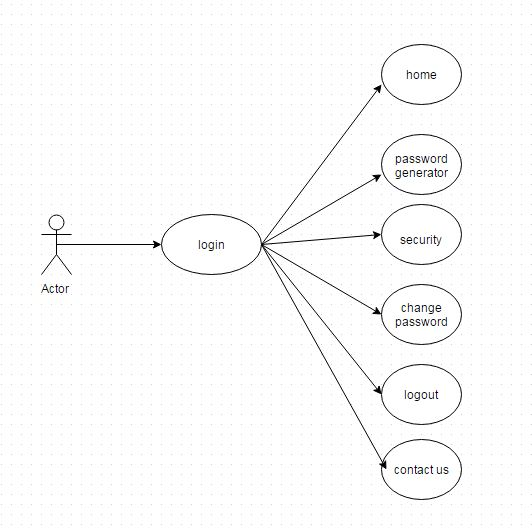 home
password
generator
security
login
Actor
change
password
logout
contact us